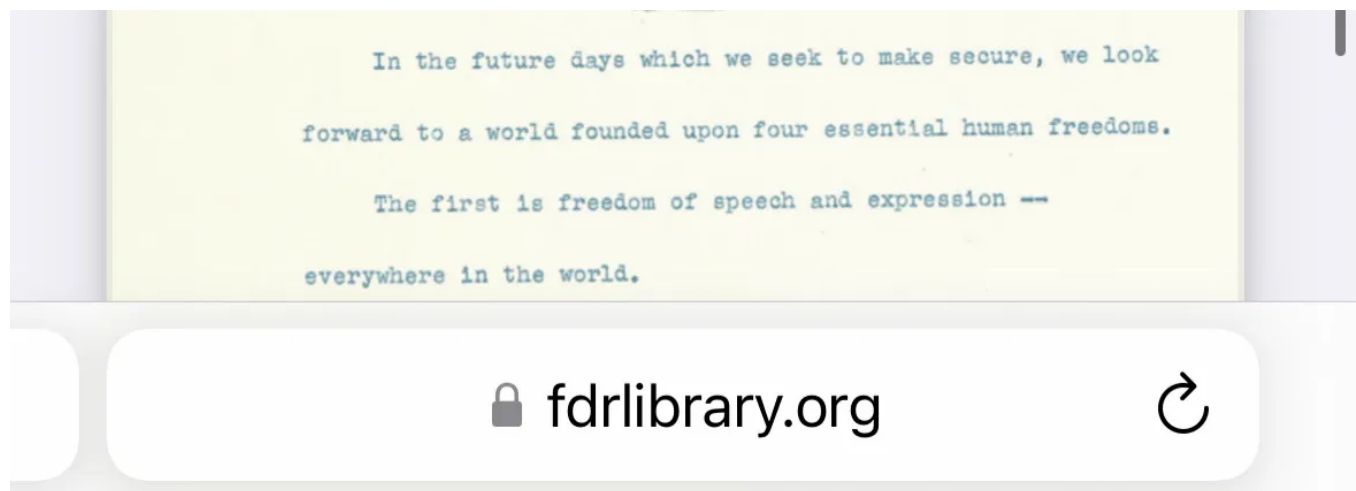 In the future days which we seek to make secure, we look
forward to a world founded upon four essential human freedoms.
The first is freedom of speech and expression --
everywhere in the world.
fdrlibrary.org